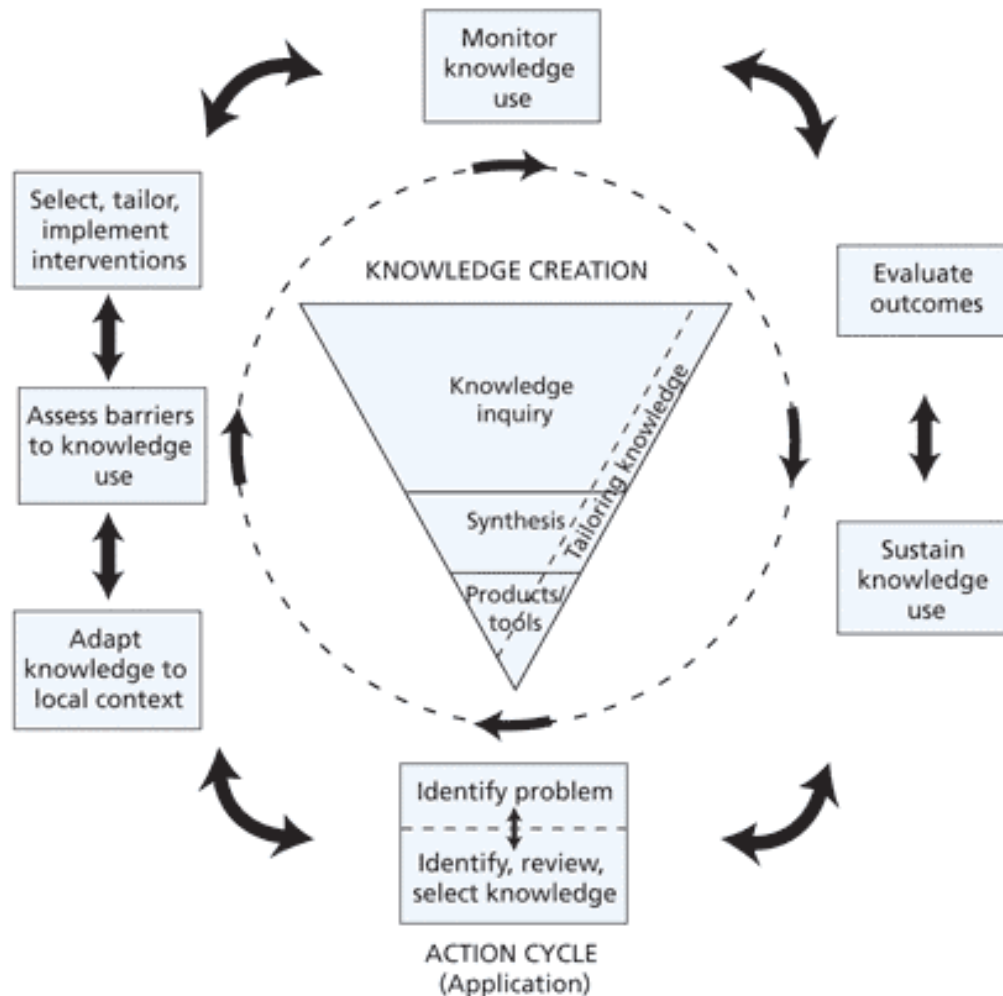 Monitor
knowledge
use
Select, tailor,
implement
interventions
KNOWLEDGE CREATION
Evaluate
outcomes
Knowledge
inquiry
Tailoring knowledge
Assess barriers
to knowledge
use
Synthesis
Sustain
knowledge
use
Products/
tools
Adapt
knowledge to
local context
Identify problem
Identify, review,
select knowledge
ACTION CYCLE
(Application)